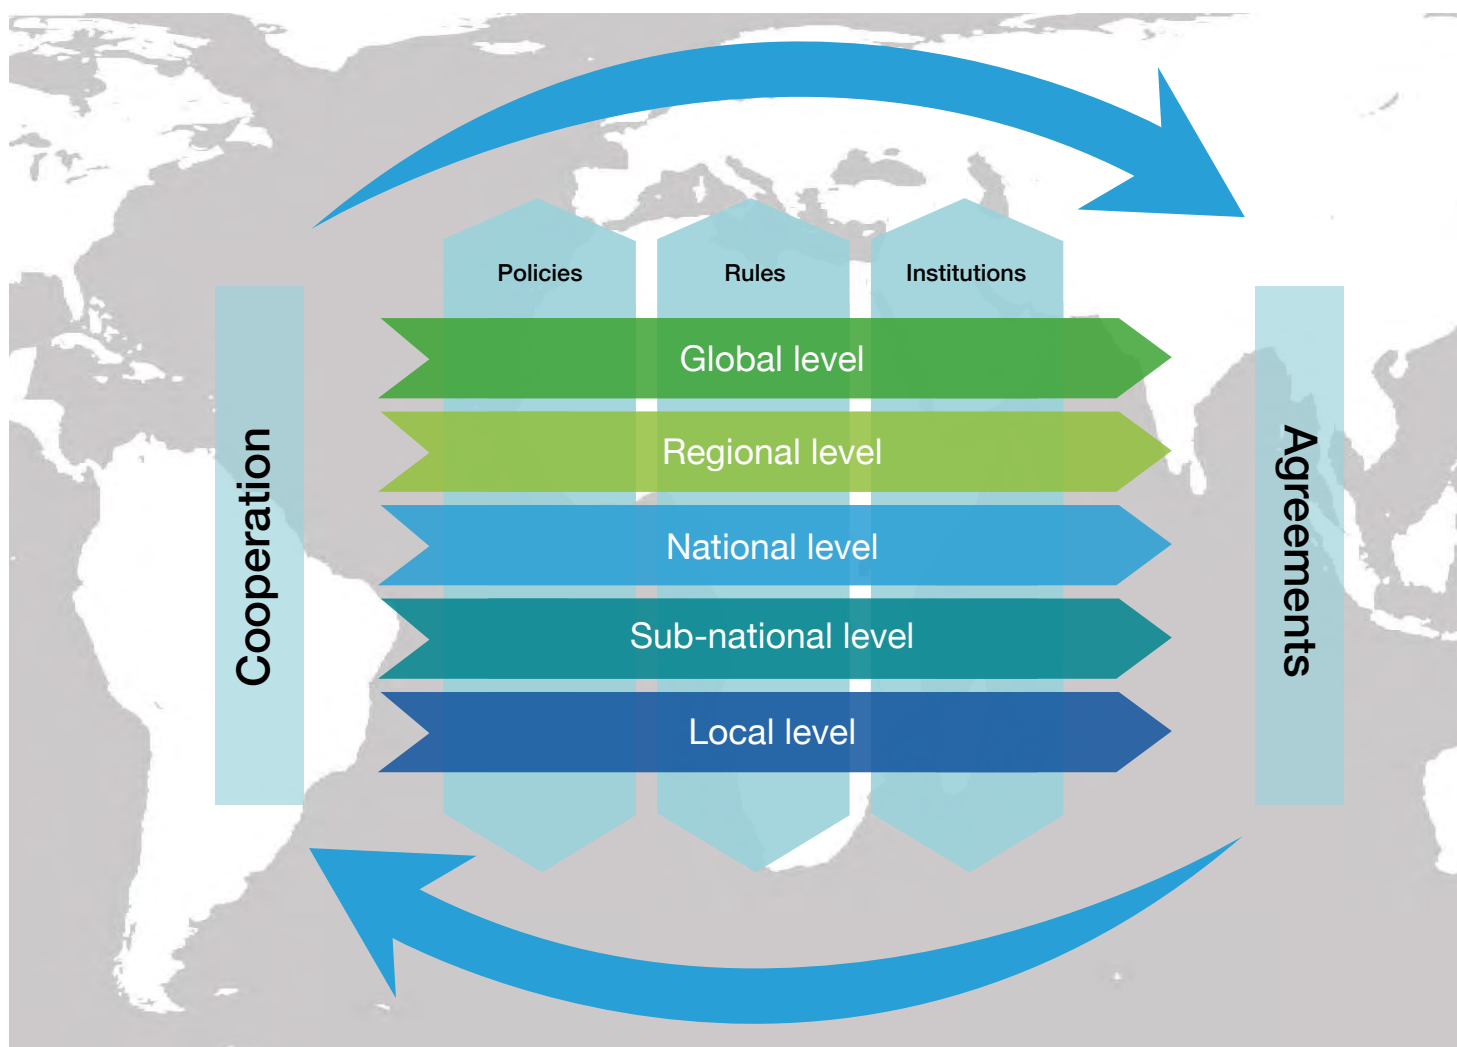 Policies
Rules
Institutions
Cooperation
Global level
Regional level
National level
Sub-national level
Local level
Agreements